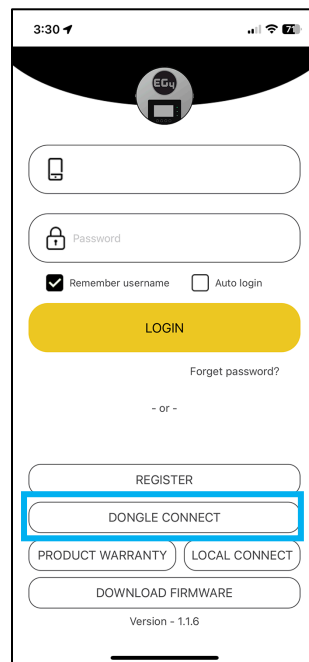 3:30
71
EG4
Password
Remember username Auto login
LOGIN
Forget password?
- or -
REGISTER
DONGLE CONNECT
PRODUCT WARRANTY LOCAL CONNECT
DOWNLOAD FIRMWARE
Version - 1.1.6